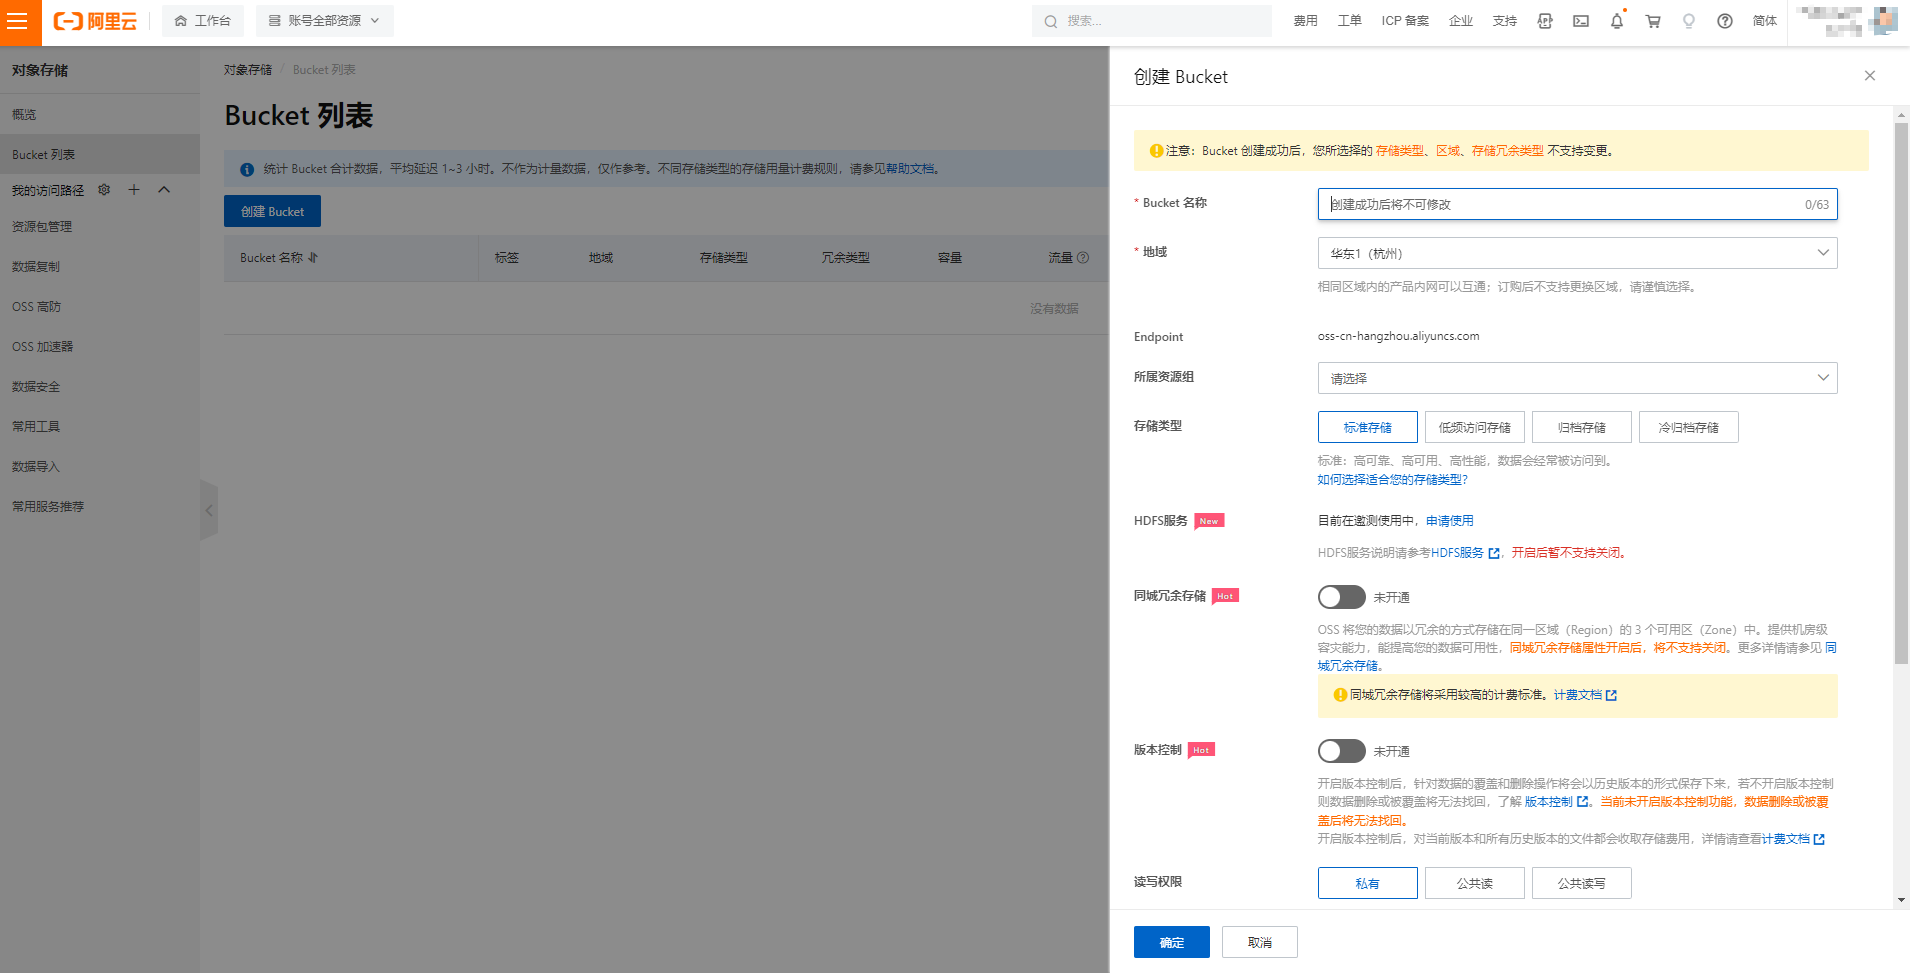 阿里云
工作台
账号全部资源
搜索...
费用
工单
ICP 备案
企业
支持
简体
对象存储
概览
Bucket 列表
我的访问路径
资源包管理
数据复制
OSS 高防
OSS 加速器
数据安全
常用工具
数据导入
常用服务推荐
对象存储 / Bucket 列表
Bucket 列表
统计 Bucket 合计数据，平均延迟 1~3 小时。不作为计量数据，仅作参考。不同存储类型的存储用量计费规则，请参见帮助文档。
创建 Bucket
Bucket 名称
标签
地域
存储类型
冗余类型
容量
流量
没有数据
创建 Bucket
注意：Bucket 创建成功后，您所选择的 存储类型、区域、存储冗余类型 不支持变更。
* Bucket 名称
创建成功后将不可修改
0/63
* 地域
华东1（杭州）
相同区域内的产品内网可以互通；订购后不支持更换区域，请谨慎选择。
Endpoint
oss-cn-hangzhou.aliyuncs.com
所属资源组
请选择
存储类型
标准存储
低频访问存储
归档存储
冷归档存储
标准：高可靠、高可用、高性能，数据会经常被访问到。
如何选择适合您的存储类型？
HDFS服务 New
目前在邀测使用中，申请使用
HDFS服务说明请参考HDFS服务，开启后暂不支持关闭。
同城冗余存储 Hot
未开通
OSS 将您的数据以冗余的方式存储在同一区域（Region）的 3 个可用区（Zone）中。提供机房级
容灾能力，能提高您的数据可用性，同城冗余存储属性开启后，将不支持关闭。更多详情请参见 同
城冗余存储。
同城冗余存储将采用较高的计费标准。计费文档
版本控制 Hot
未开通
开启版本控制后，针对数据的覆盖和删除操作将会以历史版本的形式保存下来，若不开启版本控制
则数据删除或被覆盖将无法找回，了解 版本控制。当前未开启版本控制功能，数据删除或被覆
盖后将无法找回。
开启版本控制后，对当前版本和所有历史版本的文件都会收取存储费用，详情请查看计费文档
读写权限
私有
公共读
公共读写
确定
取消